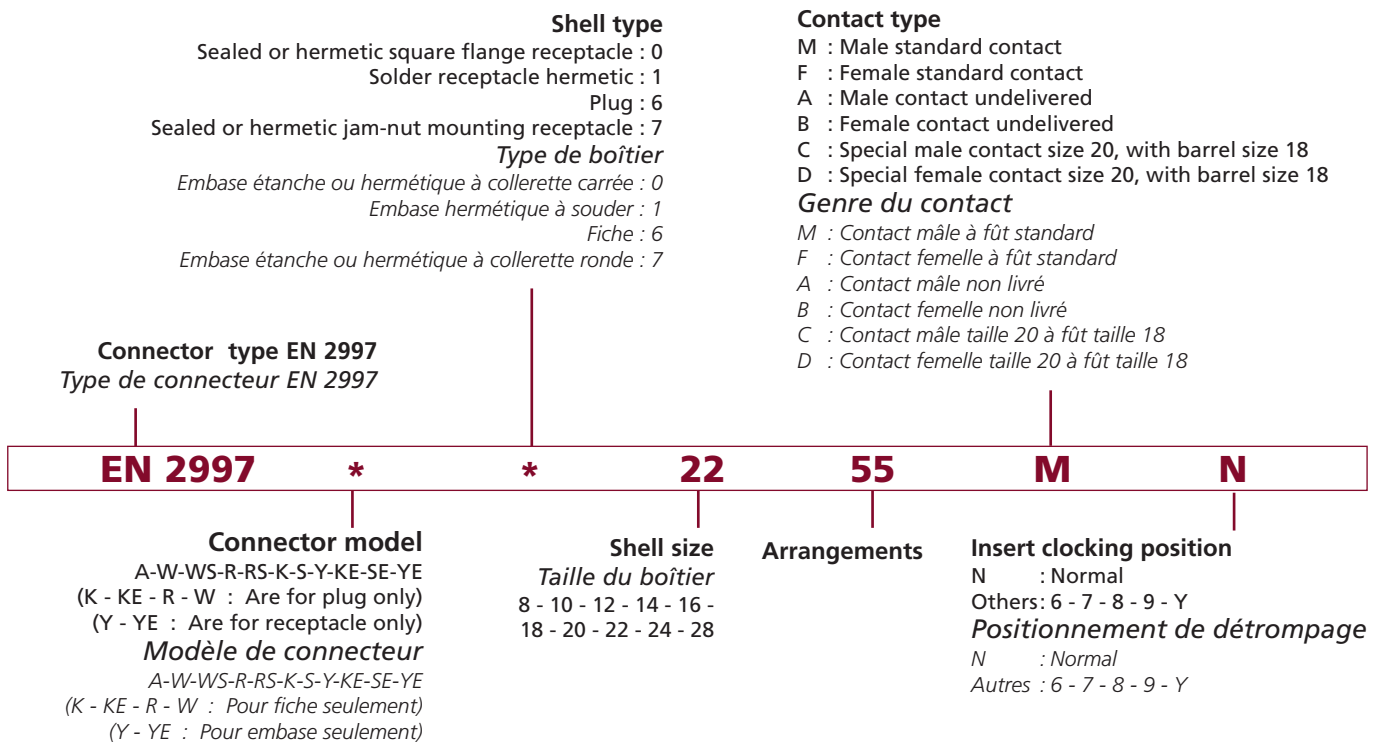 Shell type
Sealed or hermetic square flange receptacle : 0
Solder receptacle hermetic : 1
Plug : 6
Sealed or hermetic jam-nut mounting receptacle : 7
Type de boîtier
Embase étanche ou hermétique à collerette carrée : 0
Embase hermétique à souder : 1
Fiche : 6
Embase étanche ou hermétique à collerette ronde : 7
Contact type
M : Male standard contact
F : Female standard contact
A : Male contact undelivered
B : Female contact undelivered
C : Special male contact size 20, with barrel size 18
D : Special female contact size 20, with barrel size 18
Genre du contact
M : Contact mâle à fût standard
F : Contact femelle à fût standard
A : Contact mâle non livré
B : Contact femelle non livré
C : Contact mâle taille 20 à fût taille 18
D : Contact femelle taille 20 à fût taille 18
Connector type EN 2997
Type de connecteur EN 2997
EN 2997 * * 22 55 M N
Connector model
A-W-WS-R-RS-K-S-Y-KE-SE-YE
(K - KE - R - W : Are for plug only)
(Y - YE : Are for receptacle only)
Modèle de connecteur
A-W-WS-R-RS-K-S-Y-KE-SE-YE
(K - KE - R - W : Pour fiche seulement)
(Y - YE : Pour embase seulement)
Shell size
Taille du boîtier
8 - 10 - 12 - 14 - 16 -
18 - 20 - 22 - 24 - 28
Arrangements
Insert clocking position
N : Normal
Others: 6 - 7 - 8 - 9 - Y
Positionnement de détrompage
N : Normal
Autres : 6 - 7 - 8 - 9 - Y